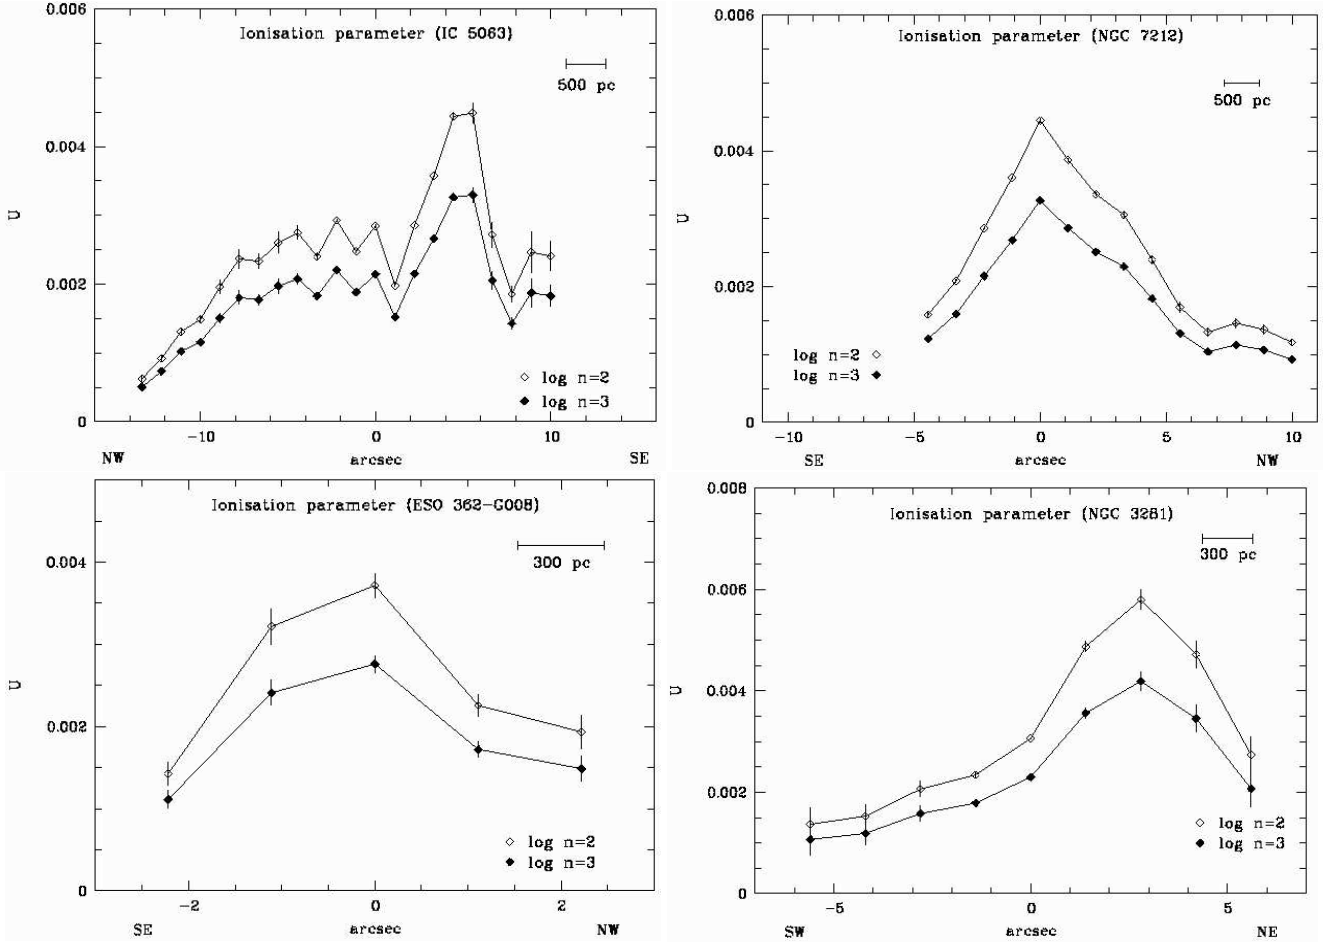 0.006
Ionisation parameter (IC 5063)
500 pc
0.004
U
0.002
log n=2
log n=3
0
-10
0
10
NW
arcsec
SE
0.006
Ionisation parameter (NGC 7212)
500 pc
0.004
U
0.002
log n=2
log n=3
0
-10
-5
0
5
10
SE
arcsec
NW
Ionisation parameter (ESO 362-G008)
300 pc
0.004
U
0.002
log n=2
log n=3
0
-2
0
2
SE
arcsec
NW
0.008
Ionisation parameter (NGC 3281)
300 pc
0.006
U
0.004
0.002
log n=2
log n=3
0
-5
0
5
SW
arcsec
NE